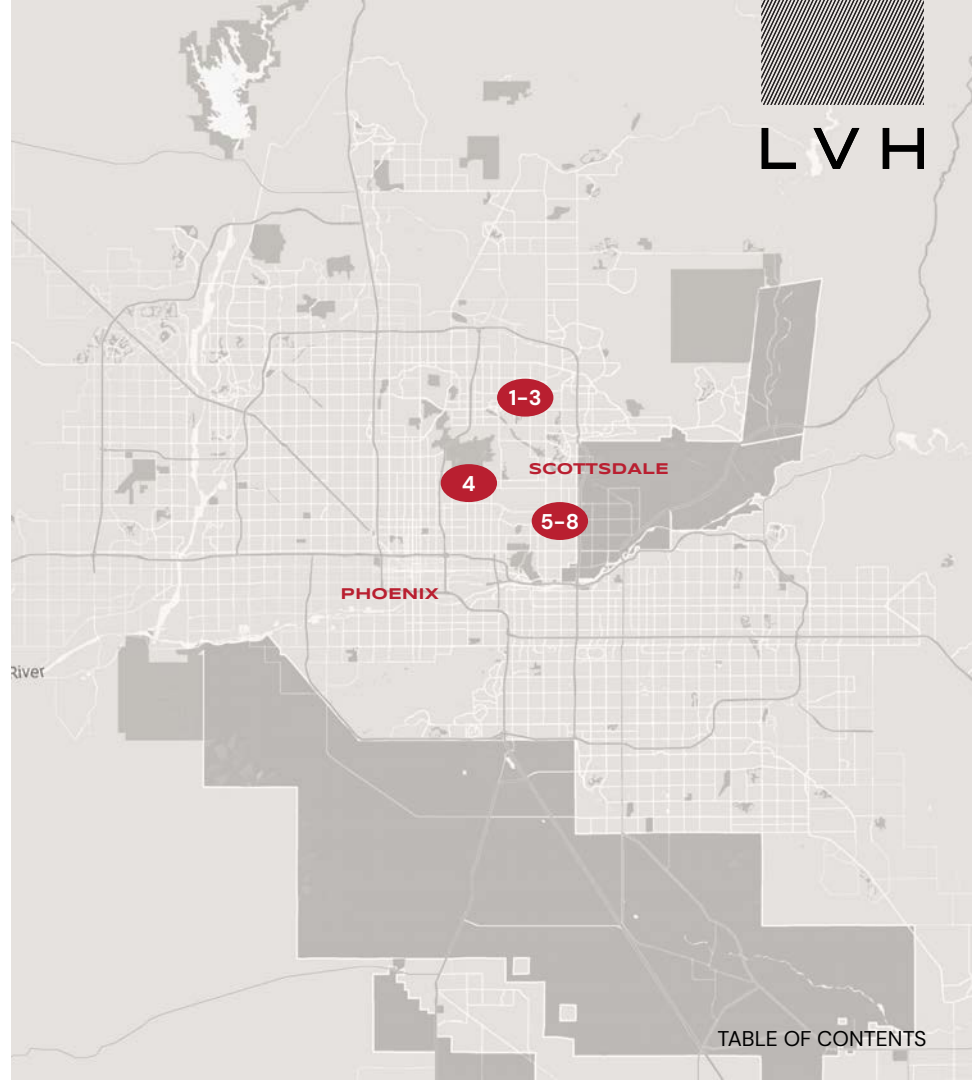 LVH
1-3
SCOTTSDALE
4
5-8
PHOENIX
River
TABLE OF CONTENTS